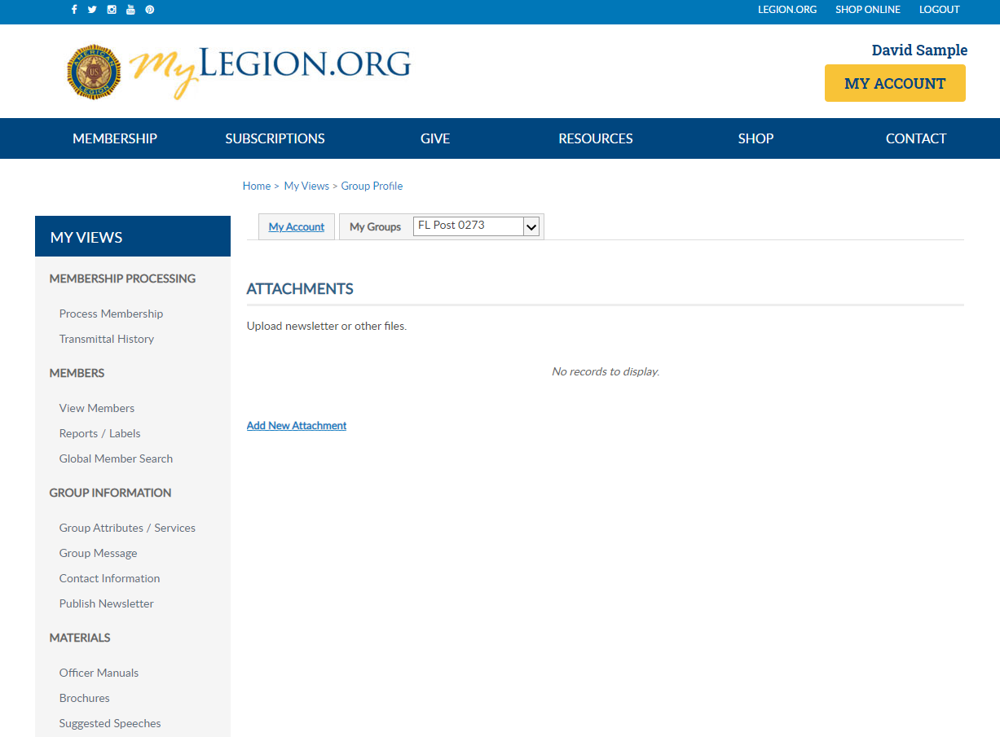 LEGION.ORG SHOP ONLINE LOGOUT
AMERICAN
US
LEGION
MyLEGION.ORG
David Sample
MY ACCOUNT
MEMBERSHIP SUBSCRIPTIONS GIVE RESOURCES SHOP CONTACT
Home > My Views > Group Profile
My Account My Groups FL Post 0273
MY VIEWS
MEMBERSHIP PROCESSING
Process Membership
Transmittal History
MEMBERS
View Members
Reports / Labels
Global Member Search
GROUP INFORMATION
Group Attributes / Services
Group Message
Contact Information
Publish Newsletter
MATERIALS
Officer Manuals
Brochures
Suggested Speeches
ATTACHMENTS
Upload newsletter or other files.
No records to display.
Add New Attachment